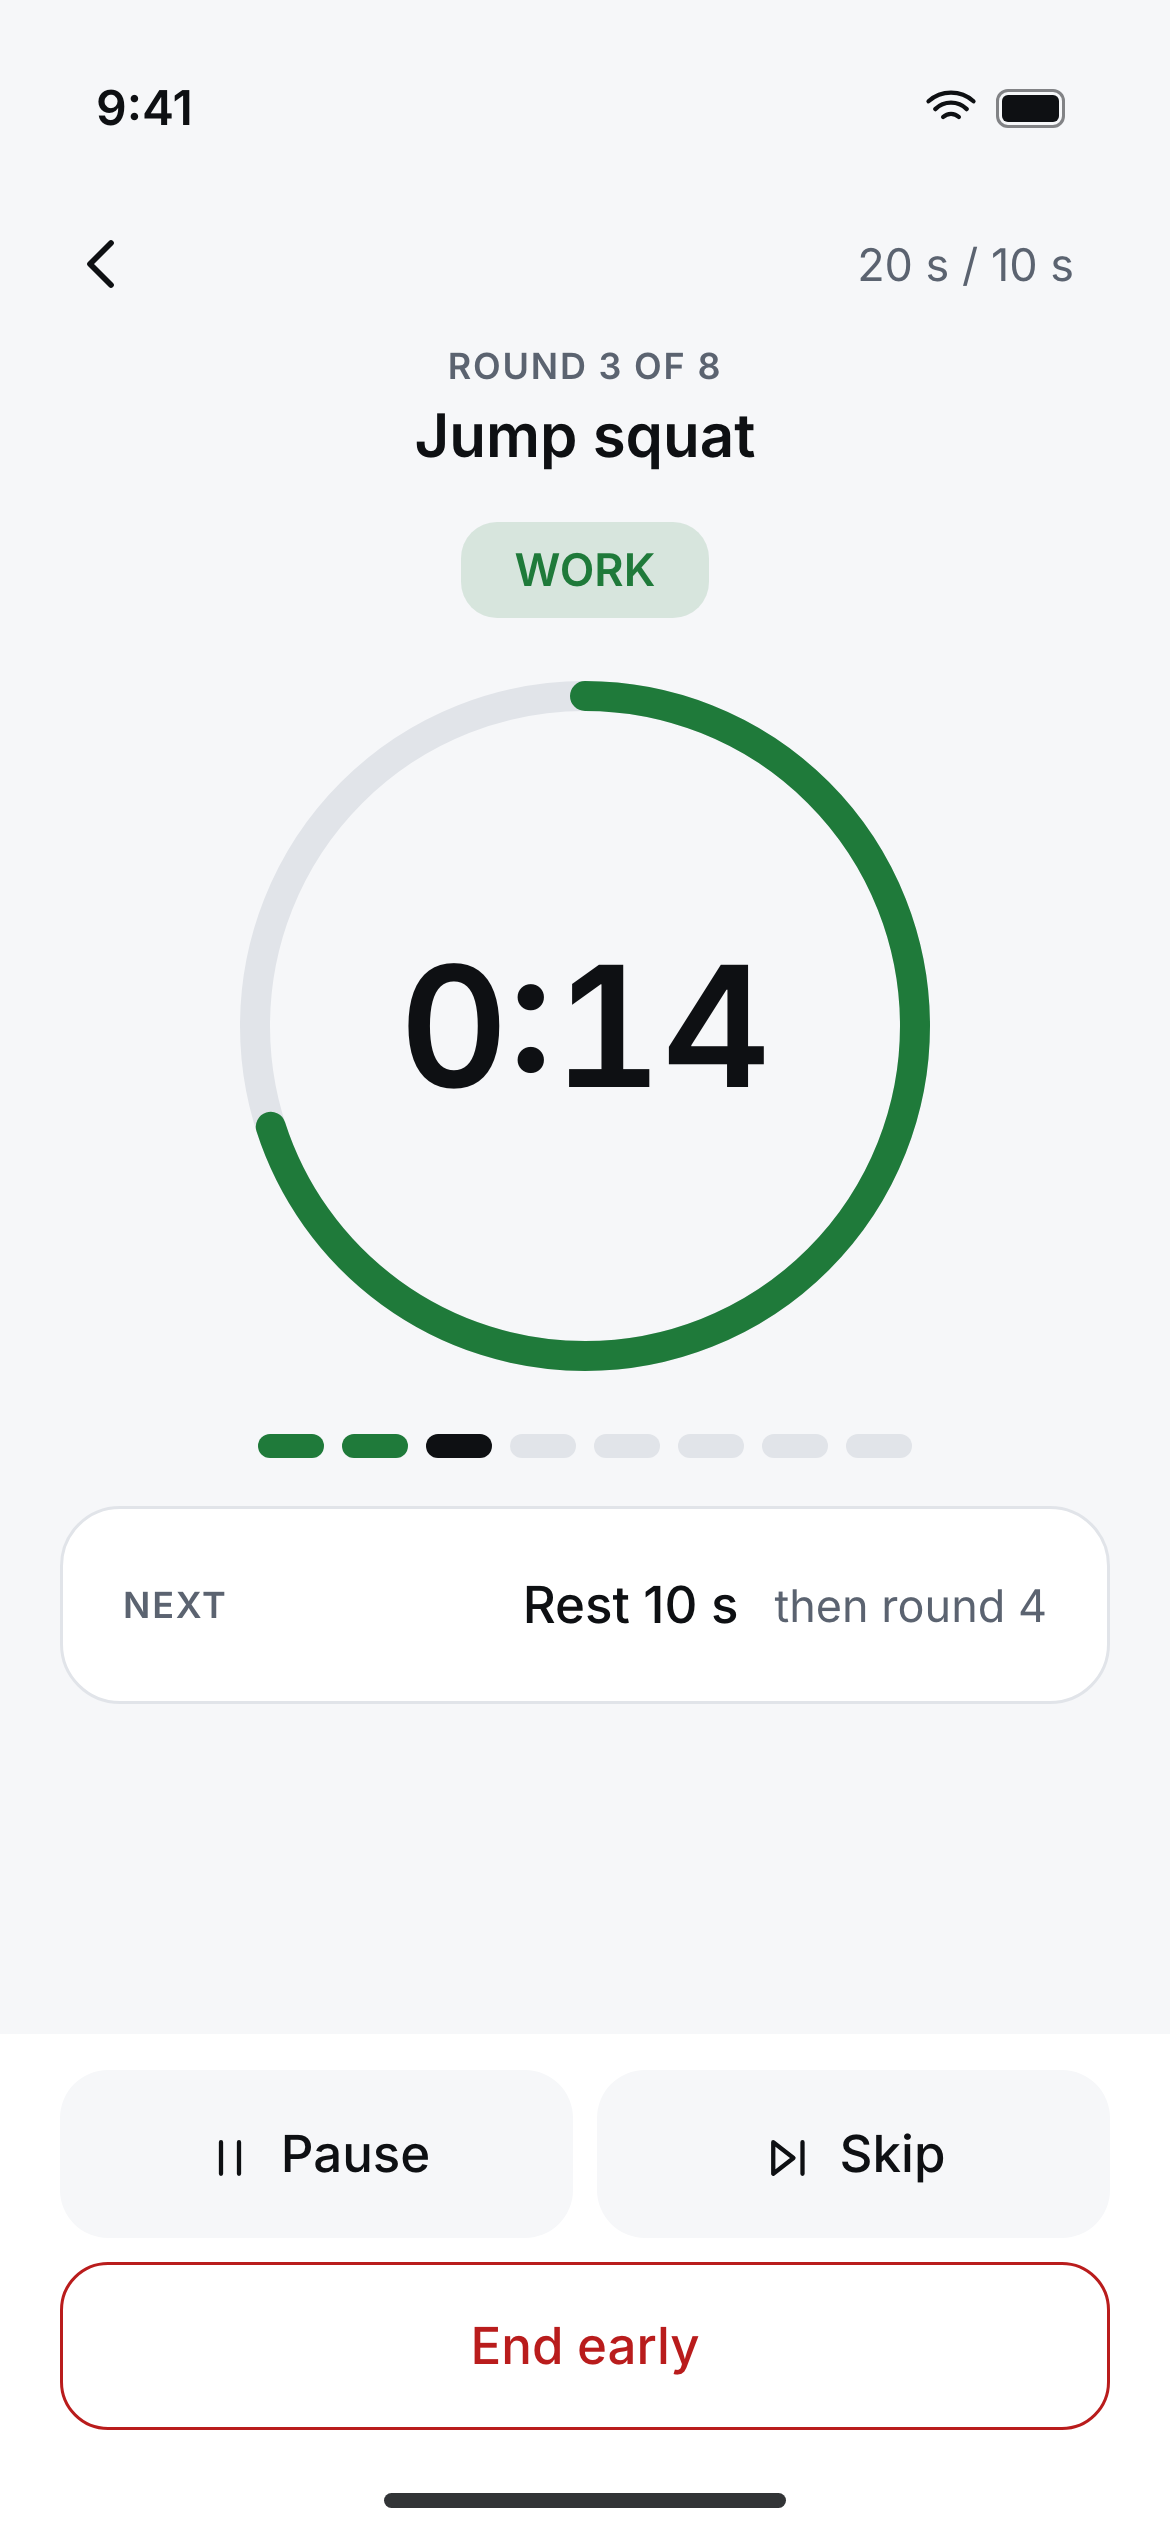 9:41
20 s / 10 s
ROUND 3 OF 8
Jump squat
WORK
0:14
NEXT Rest 10 s then round 4
Pause Skip
End early